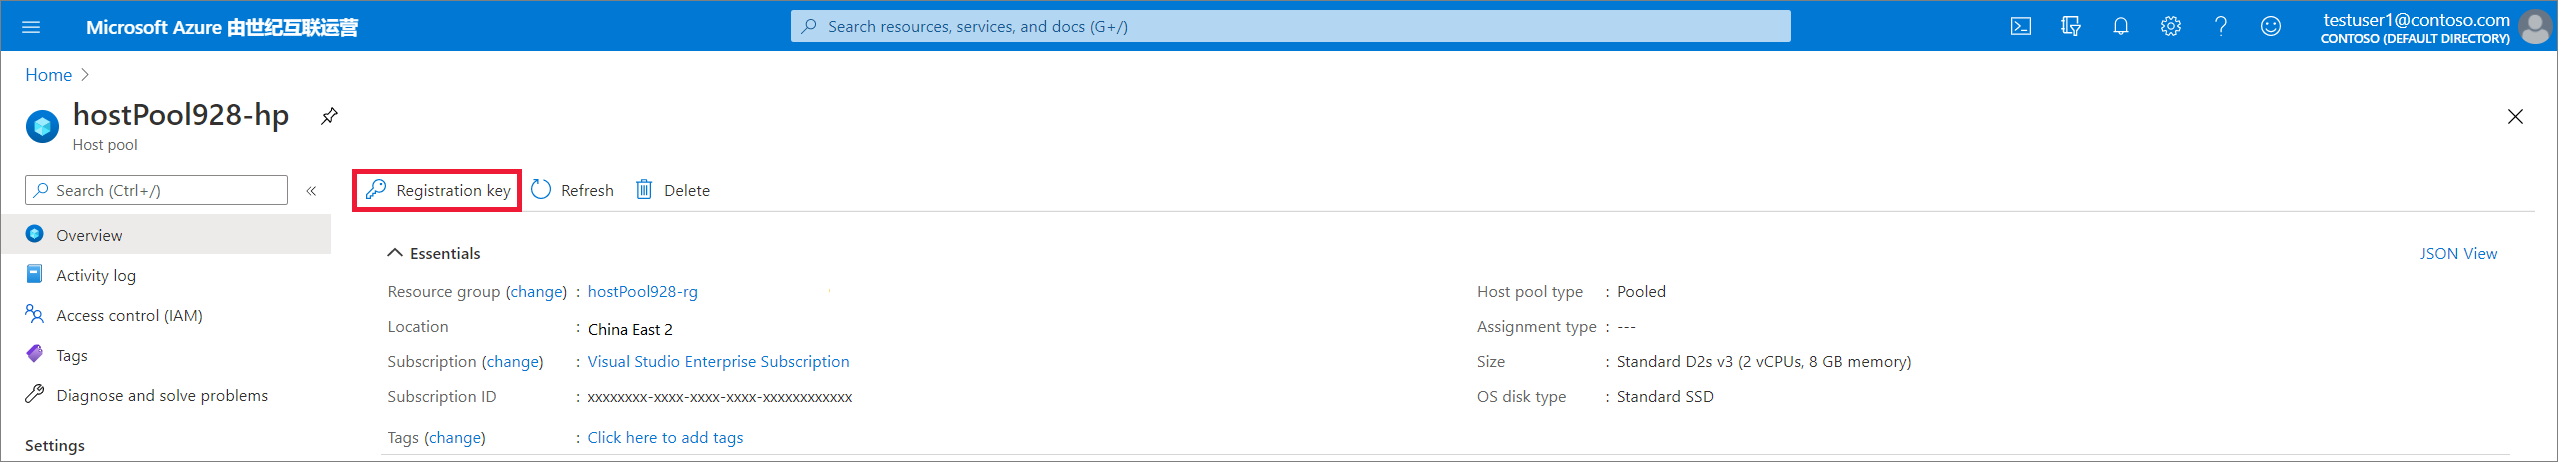 Microsoft Azure 由世纪互联运营
Search resources, services, and docs (G+/)
testuser1@contoso.com
CONTOSO (DEFAULT DIRECTORY)
Home
hostPool928-hp
Host pool
Search (Ctrl+/)
Registration key
Refresh
Delete
Overview
Activity log
Access control (IAM)
Tags
Diagnose and solve problems
Settings
Essentials
JSON View
Resource group (change) : hostPool928-rg
Location : China East 2
Subscription (change) : Visual Studio Enterprise Subscription
Subscription ID : xxxxxxxx-xxxx-xxxx-xxxx-xxxxxxxxxxxx
Tags (change) : Click here to add tags
Host pool type : Pooled
Assignment type : ---
Size : Standard D2s v3 (2 vCPUs, 8 GB memory)
OS disk type : Standard SSD